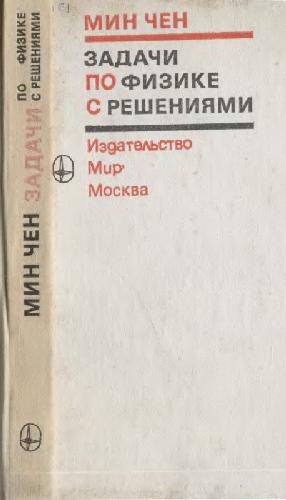 МИН ЧЕН
ЗАДАЧИ
ПО ФИЗИКЕ
С РЕШЕНИЯМИ
Издательство
Мир
Москва
МИН ЧЕН ЗАДАЧИ ПО ФИЗИКЕ
С РЕШЕНИЯМИ